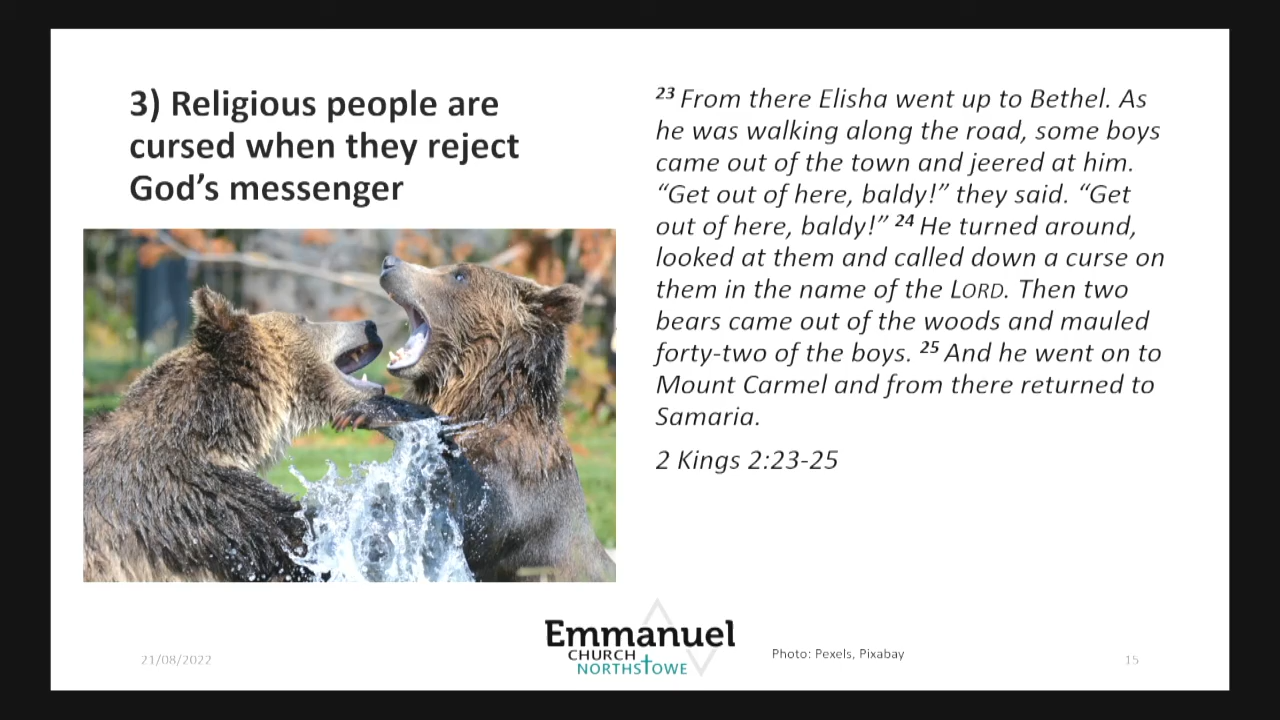 3) Religious people are
cursed when they reject
God's messenger
23 From there Elisha went up to Bethel. As
he was walking along the road, some boys
came out of the town and jeered at him.
“Get out of here, baldy!” they said. “Get
out of here, baldy!” 24 He turned around,
looked at them and called down a curse on
them in the name of the LORD. Then two
bears came out of the woods and mauled
forty-two of the boys. 25 And he went on to
Mount Carmel and from there returned to
Samaria.
2 Kings 2:23-25
21/08/2022
Emmanuel
CHURCH
NORTHSTOWE
Photo: Pexels, Pixabay
15